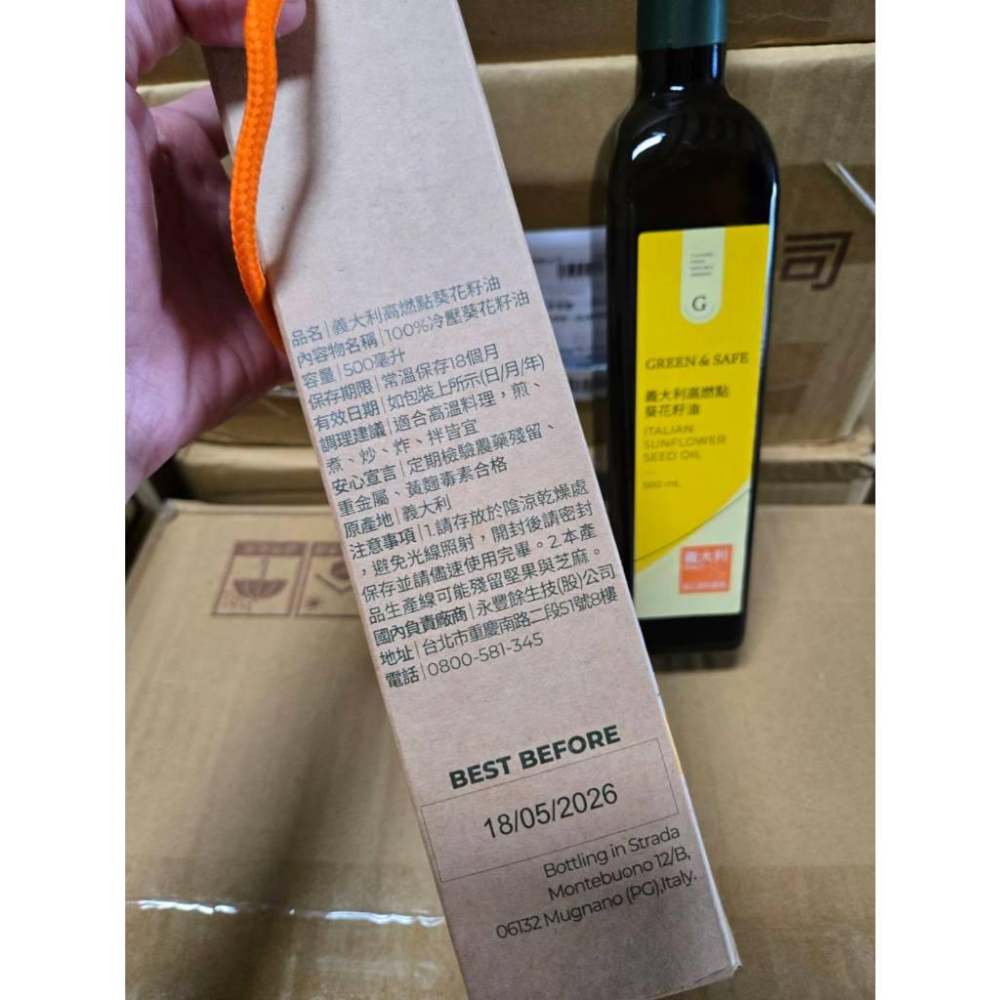 品名|義大利高燃點葵花籽油
內容物名稱|100%冷壓葵花籽油
容量|500毫升
保存期限|常溫保存18個月
有效日期|如包裝上所示(日/月/年)
調理建議|適合高溫料理，煎、
煮、炒、炸、拌皆宜
安心宣言|定期檢驗農藥殘留、
重金屬、黃麴毒素合格
原產地|義大利
注意事項|1.請存放於陰涼乾燥處
，避免光線照射，開封後請密封
保存並請儘速使用完畢。2.本產
品生產線可能殘留堅果與芝麻。
國內負責廠商|永豐餘生技(股)公司
地址|台北市重慶南路二段51號8樓
電話|0800-581-345
BEST BEFORE
18/05/2026
Bottling in Strada
Montebuono 12/B,
06132 Mugnano (PG),Italy.
G
GREEN & SAFE
義大利高燃點
葵花籽油
ITALIAN
SUNFLOWER
SEED OIL
500 mL
義大利
司